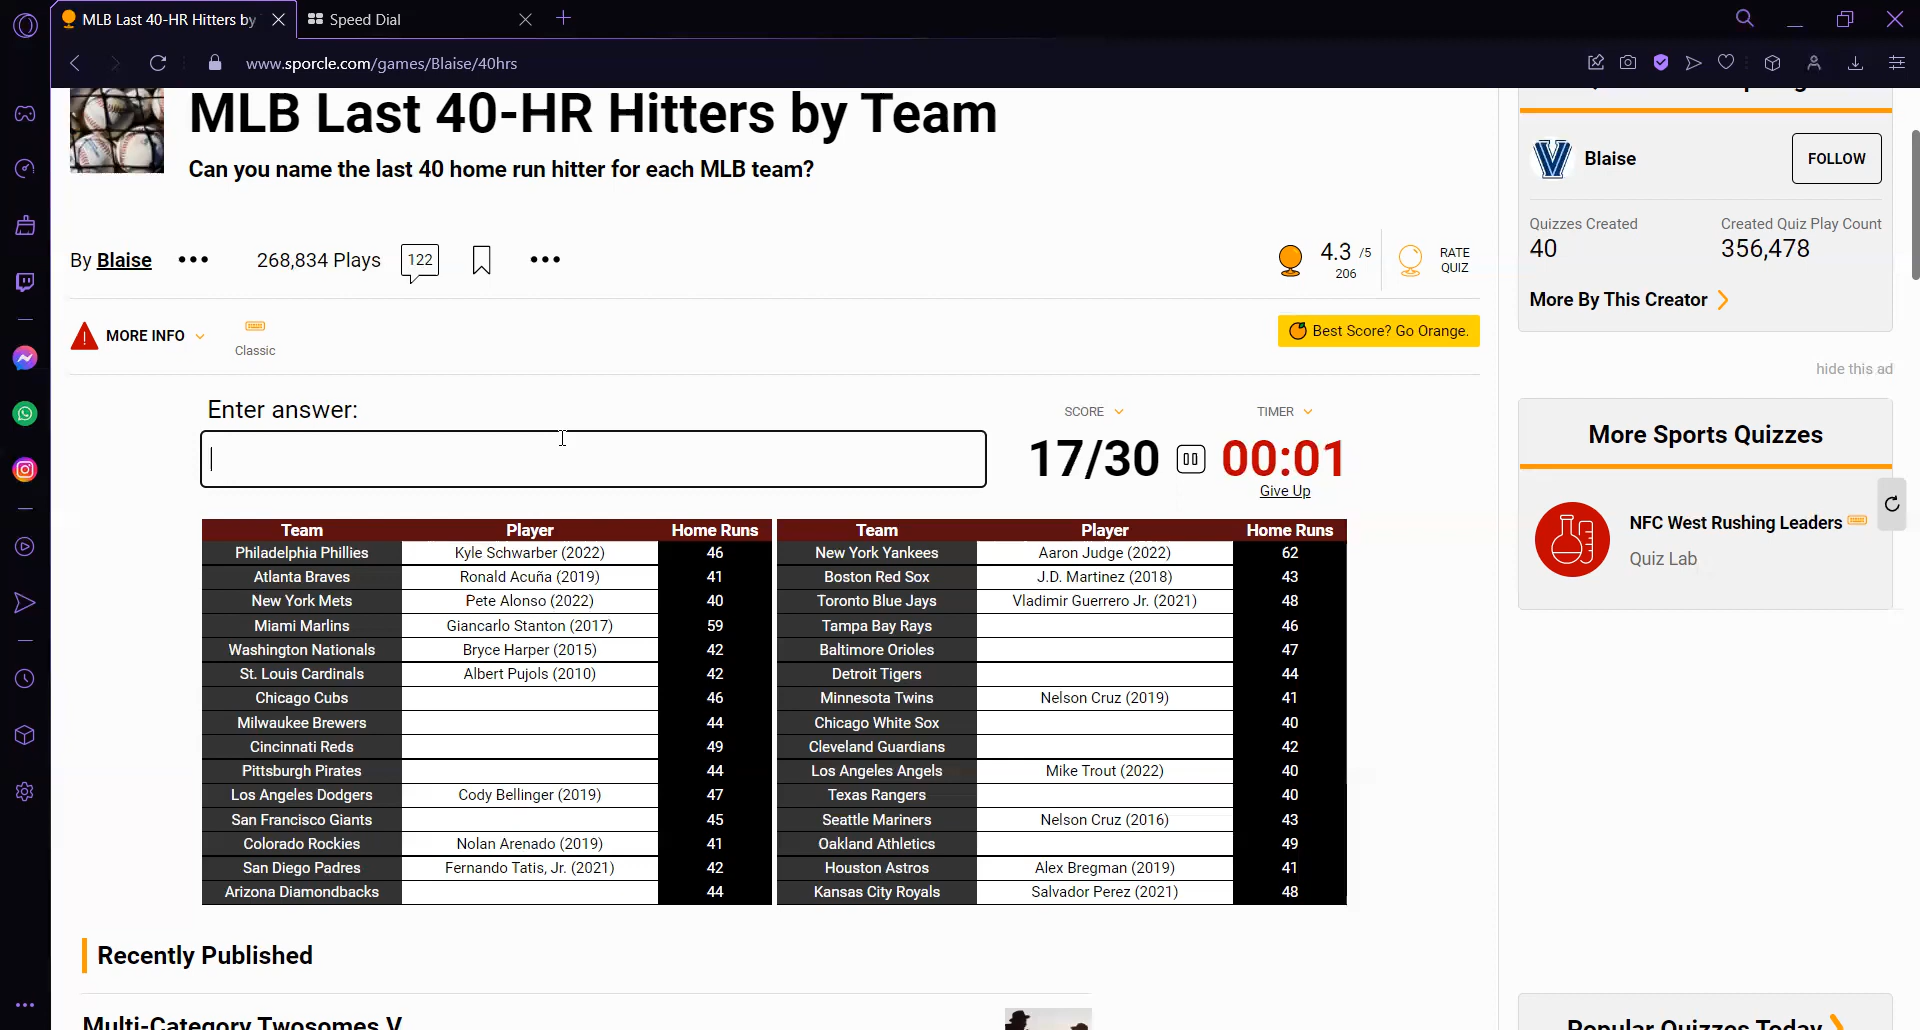 MLB Last 40-HR Hitters by
Speed Dial
www.sporcle.com/games/Blaise/40hrs
MLB Last 40-HR Hitters by Team
Can you name the last 40 home run hitter for each MLB team?
By Blaise
268,834 Plays
122
4.3 /5
206
RATE
QUIZ
MORE INFO
Classic
Best Score? Go Orange.
Enter answer:
SCORE
17/30
TIMER
00:01
Give Up
Team Player Home Runs
Philadelphia Phillies Kyle Schwarber (2022) 46
Atlanta Braves Ronald Acuña (2019) 41
New York Mets Pete Alonso (2022) 40
Miami Marlins Giancarlo Stanton (2017) 59
Washington Nationals Bryce Harper (2015) 42
St. Louis Cardinals Albert Pujols (2010) 42
Chicago Cubs 46
Milwaukee Brewers 44
Cincinnati Reds 49
Pittsburgh Pirates 44
Los Angeles Dodgers Cody Bellinger (2019) 47
San Francisco Giants 45
Colorado Rockies Nolan Arenado (2019) 41
San Diego Padres Fernando Tatis, Jr. (2021) 42
Arizona Diamondbacks 44
Team Player Home Runs
New York Yankees Aaron Judge (2022) 62
Boston Red Sox J.D. Martinez (2018) 43
Toronto Blue Jays Vladimir Guerrero Jr. (2021) 48
Tampa Bay Rays 46
Baltimore Orioles 47
Detroit Tigers 44
Minnesota Twins Nelson Cruz (2019) 41
Chicago White Sox 40
Cleveland Guardians 42
Los Angeles Angels Mike Trout (2022) 40
Texas Rangers 40
Seattle Mariners Nelson Cruz (2016) 43
Oakland Athletics 49
Houston Astros Alex Bregman (2019) 41
Kansas City Royals Salvador Perez (2021) 48
Recently Published
Multi-Category Twosomes V
Blaise
FOLLOW
Quizzes Created
40
Created Quiz Play Count
356,478
More By This Creator
hide this ad
More Sports Quizzes
NFC West Rushing Leaders
Quiz Lab
Popular Quizzes Today